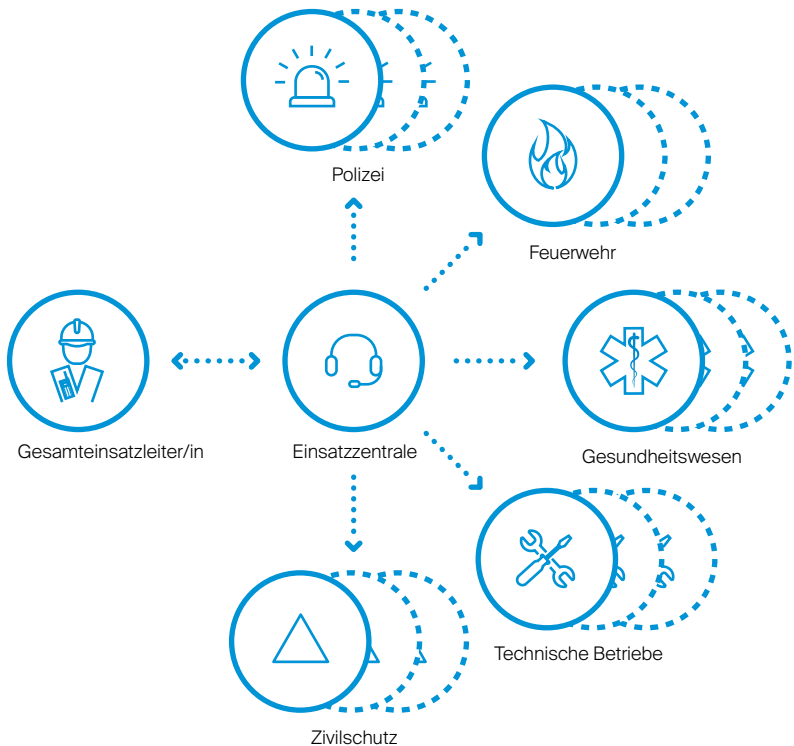 Polizei
Feuerwehr
Gesamteinsatzleiter/in
Einsatzzentrale
Gesundheitswesen
Technische Betriebe
Zivilschutz